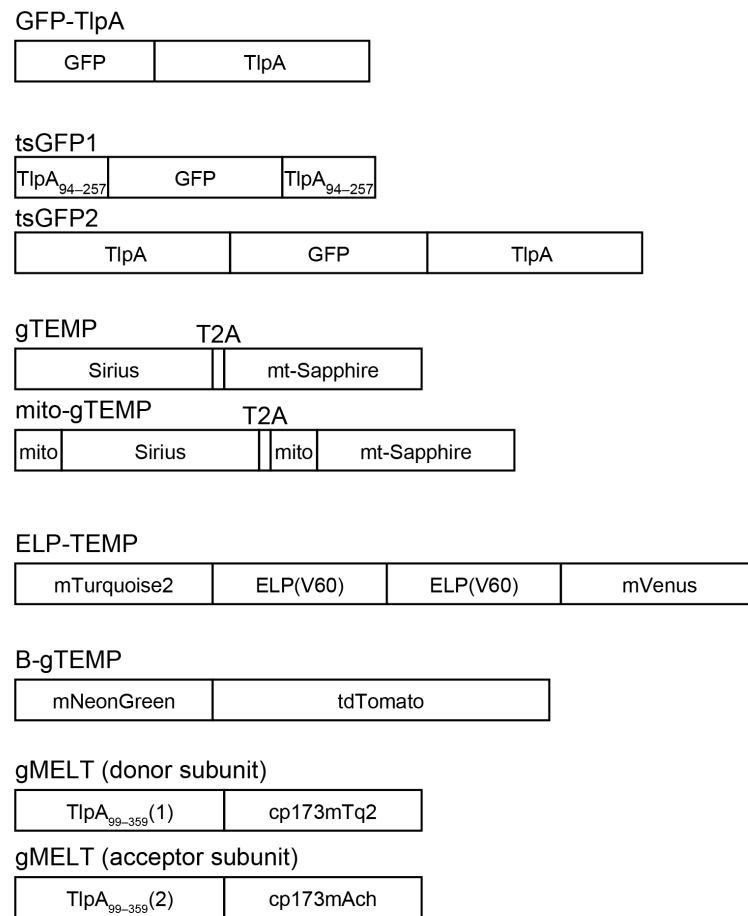 GFP-TlpA
GFP TlpA
tsGFP1
TlpA94–257 GFP TlpA94–257
tsGFP2
TlpA GFP TlpA
gTEMP T2A
Sirius mt-Sapphire
mito-gTEMP T2A
mito Sirius mito mt-Sapphire
ELP-TEMP
mTurquoise2 ELP(V60) ELP(V60) mVenus
B-gTEMP
mNeonGreen tdTomato
gMELT (donor subunit)
TlpA99–359(1) cp173mTq2
gMELT (acceptor subunit)
TlpA99–359(2) cp173mAch